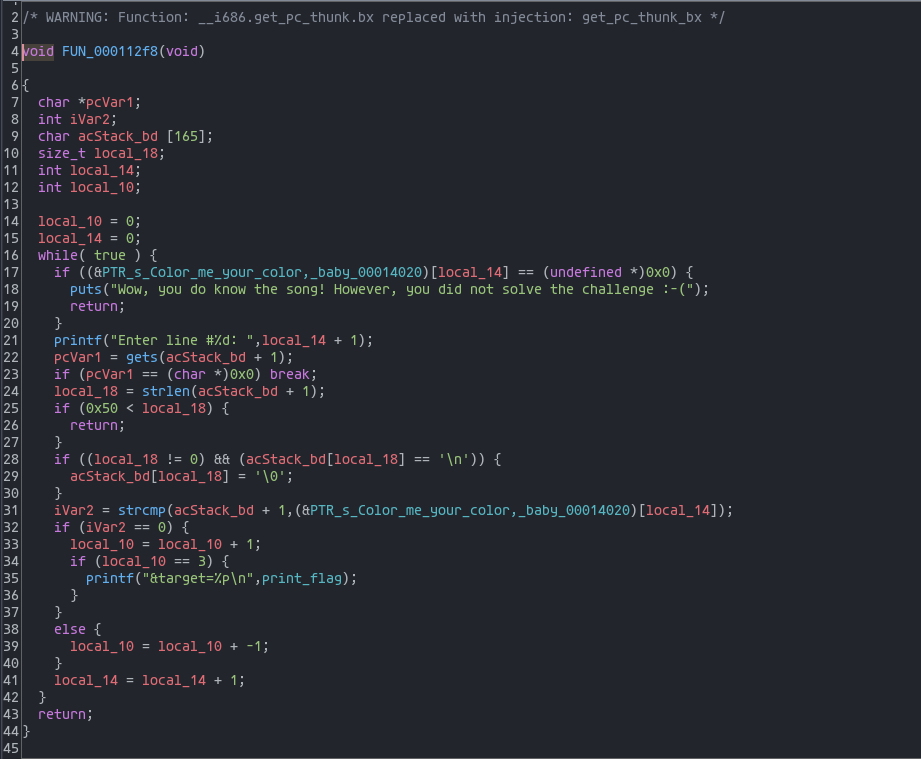 2 /* WARNING: Function: __i686.get_pc_thunk.bx replaced with injection: get_pc_thunk_bx */
3
4 void FUN_000112f8(void)
5
6 {
7   char *pcVar1;
8   int iVar2;
9   char acStack_bd [165];
10   size_t local_18;
11   int local_14;
12   int local_10;
13
14   local_10 = 0;
15   local_14 = 0;
16   while( true ) {
17     if ((&PTR_s_Color_me_your_color,_baby_00014020)[local_14] == (undefined *)0x0) {
18       puts("Wow, you do know the song! However, you did not solve the challenge :-(");
19       return;
20     }
21     printf("Enter line #%d: ",local_14 + 1);
22     pcVar1 = gets(acStack_bd + 1);
23     if (pcVar1 == (char *)0x0) break;
24     local_18 = strlen(acStack_bd + 1);
25     if (0x50 < local_18) {
26       return;
27     }
28     if ((local_18 != 0) && (acStack_bd[local_18] == '\n')) {
29       acStack_bd[local_18] = '\0';
30     }
31     iVar2 = strcmp(acStack_bd + 1,(&PTR_s_Color_me_your_color,_baby_00014020)[local_14]);
32     if (iVar2 == 0) {
33       local_10 = local_10 + 1;
34       if (local_10 == 3) {
35         printf("&target=%p\n",print_flag);
36       }
37     }
38     else {
39       local_10 = local_10 + -1;
40     }
41     local_14 = local_14 + 1;
42   }
43   return;
44 }
45